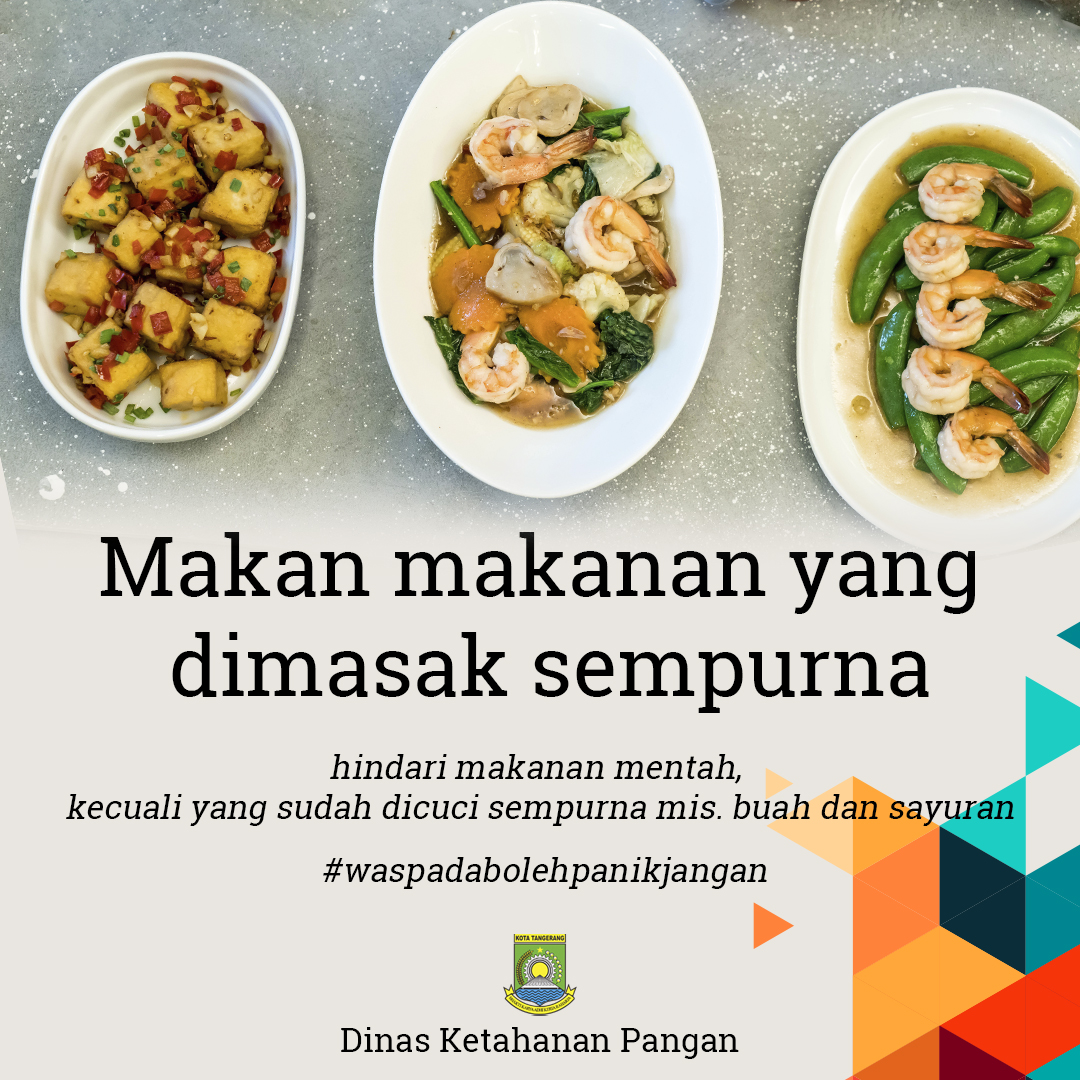 Makan makanan yang
dimasak sempurna
hindari makanan mentah,
kecuali yang sudah dicuci sempurna mis. buah dan sayuran
#waspadabolehpanikjangan
KOTA TANGERANG
Dinas Ketahanan Pangan